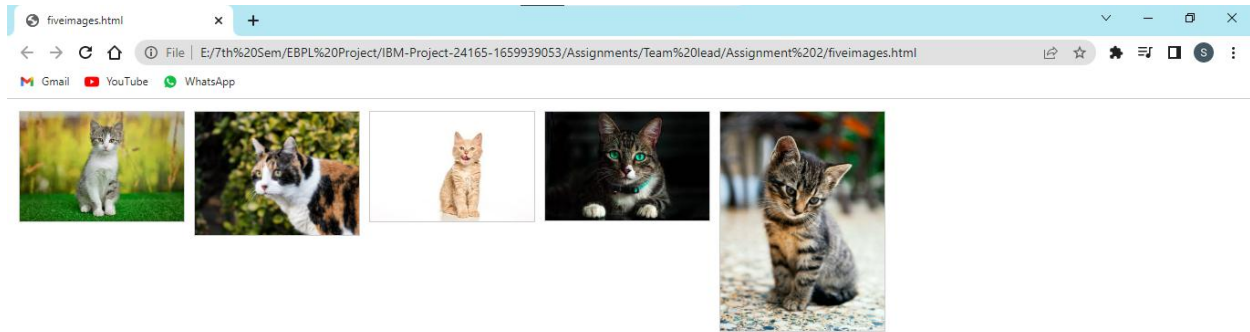 fiveimages.html
File | E:/7th%20Sem/EBPL%20Project/IBM-Project-24165-1659939053/Assignments/Team%20lead/Assignment%202/fiveimages.html
S
Gmail YouTube WhatsApp